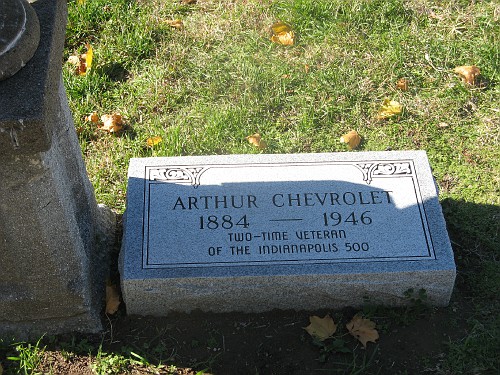 ARTHUR CHEVROLET
1884 — 1946
TWO-TIME VETERAN
OF THE INDIANAPOLIS 500